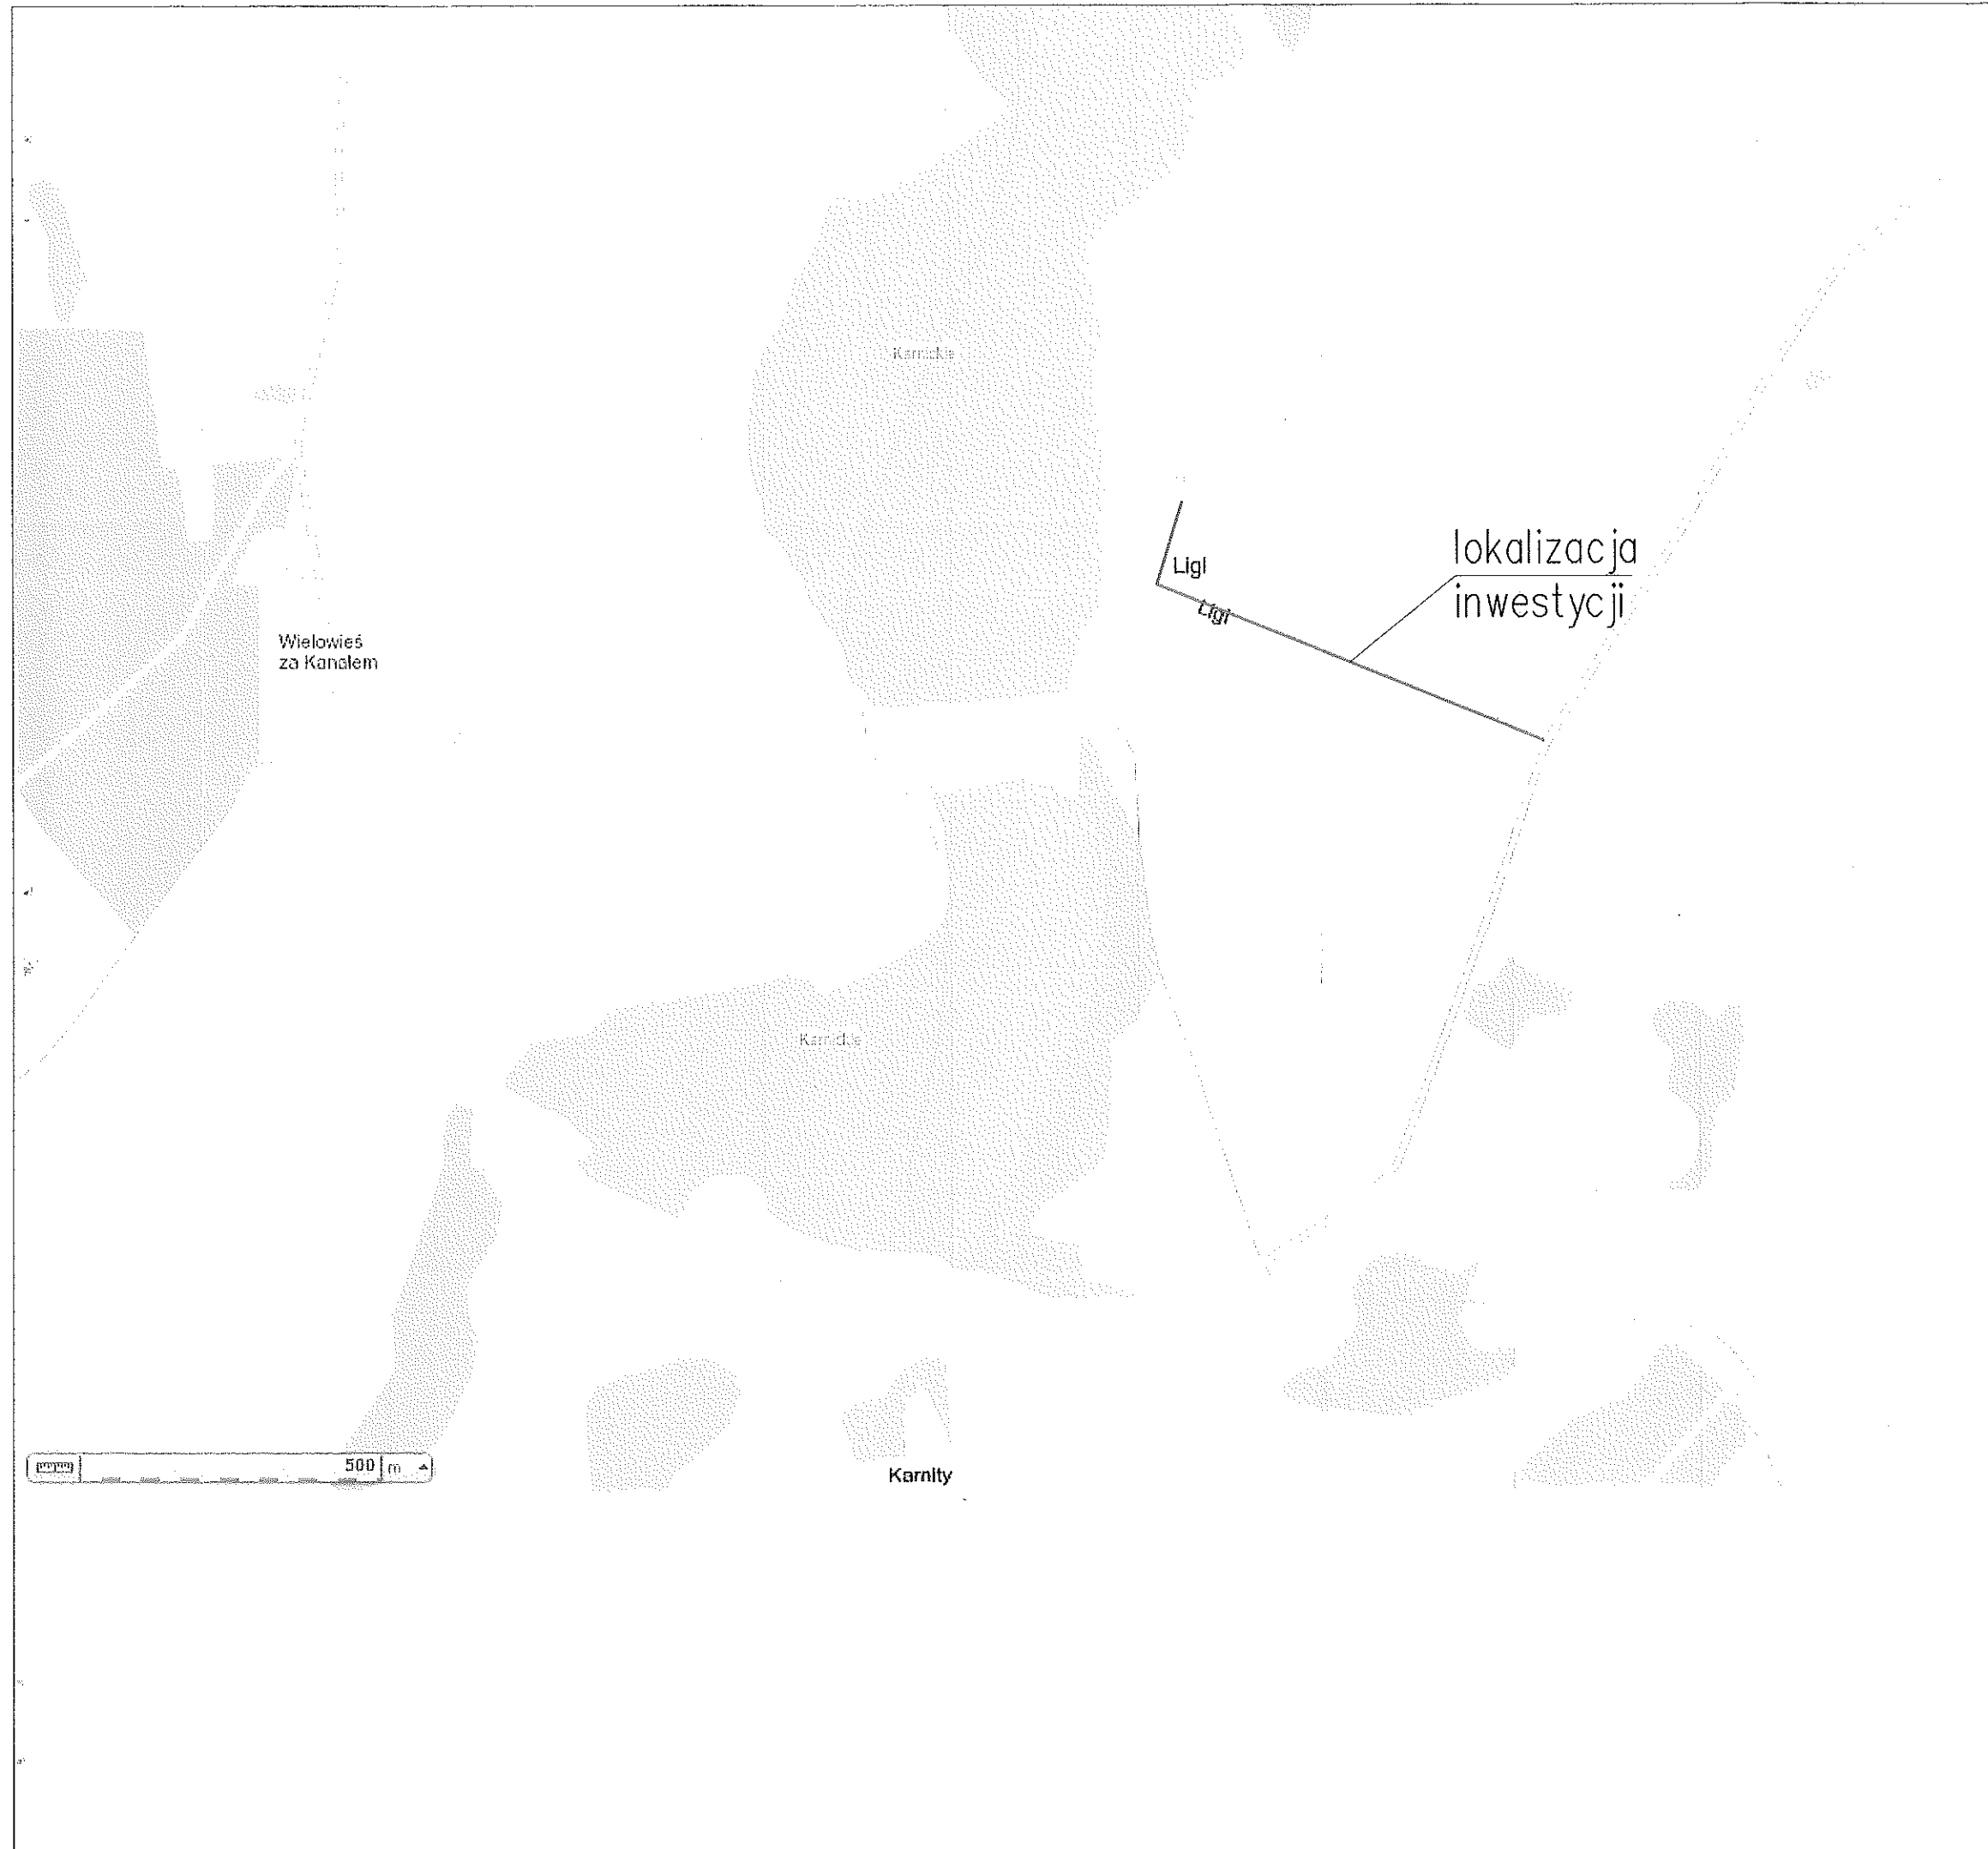 Karnickie
lokalizacja
inwestycji
Ligi
Ligi
Wielowieś
za Kanałem
Karnickie
500 m
Karnity